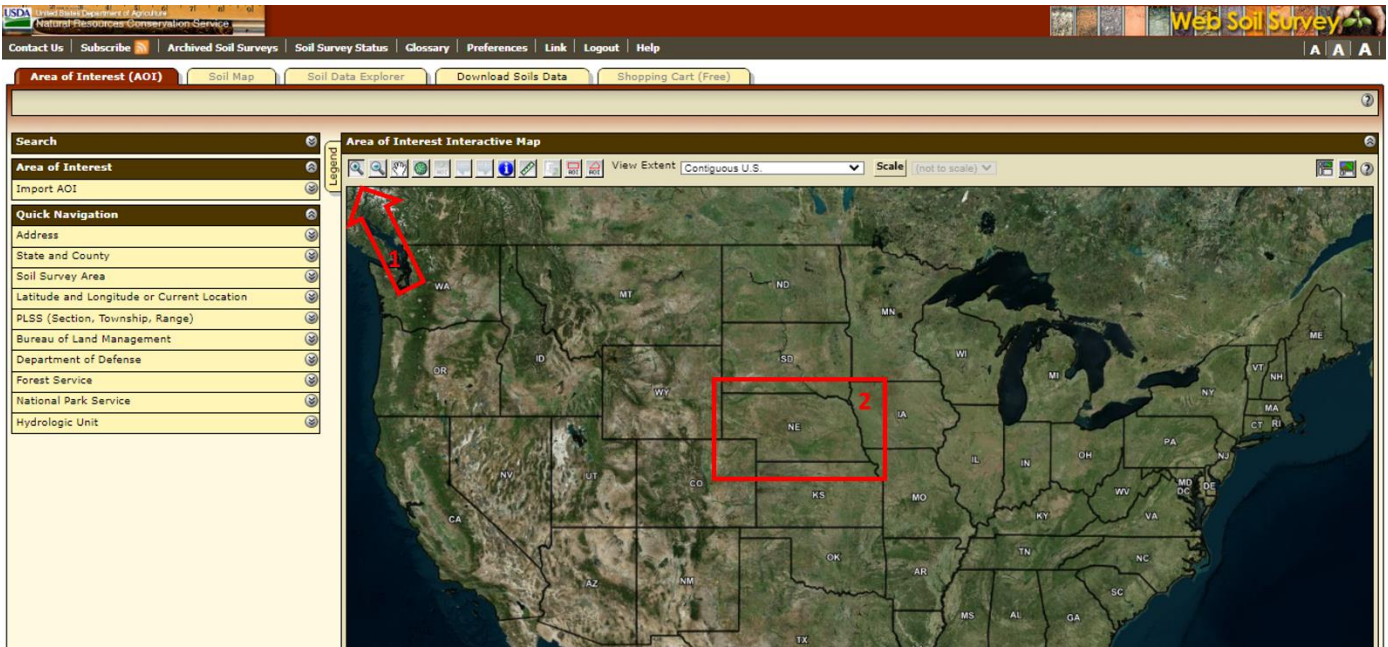 USDA United States Department of Agriculture
Natural Resources Conservation Service
Web Soil Survey
Contact Us | Subscribe | Archived Soil Surveys | Soil Survey Status | Glossary | Preferences | Link | Logout | Help
| A | A | A |
Area of Interest (AOI)
Soil Map
Soil Data Explorer
Download Soils Data
Shopping Cart (Free)
Search
Area of Interest
Import AOI
Quick Navigation
Address
State and County
Soil Survey Area
Latitude and Longitude or Current Location
PLSS (Section, Township, Range)
Bureau of Land Management
Department of Defense
Forest Service
National Park Service
Hydrologic Unit
Legend
Area of Interest Interactive Map
View Extent Contiguous U.S.
Scale (not to scale)
AOI
AOI
AOI
1
2
WA
MT
ND
MN
ME
OR
ID
SD
WI
MI
VT
NH
NY
WY
MA
CT RI
NE
IA
PA
NJ
NV
UT
CO
IL
IN
OH
MD
DE
DC
WV
KS
MO
KY
VA
CA
OK
TN
NC
AZ
NM
AR
SC
MS
AL
GA
TX